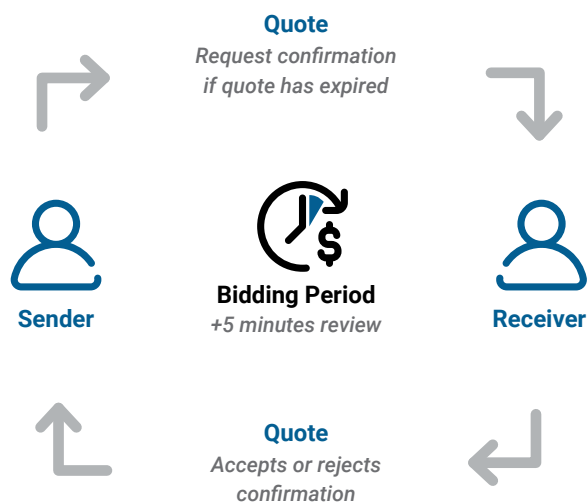 Quote
Request confirmation
if quote has expired
$
Bidding Period
+5 minutes review
Sender
Receiver
Quote
Accepts or rejects
confirmation